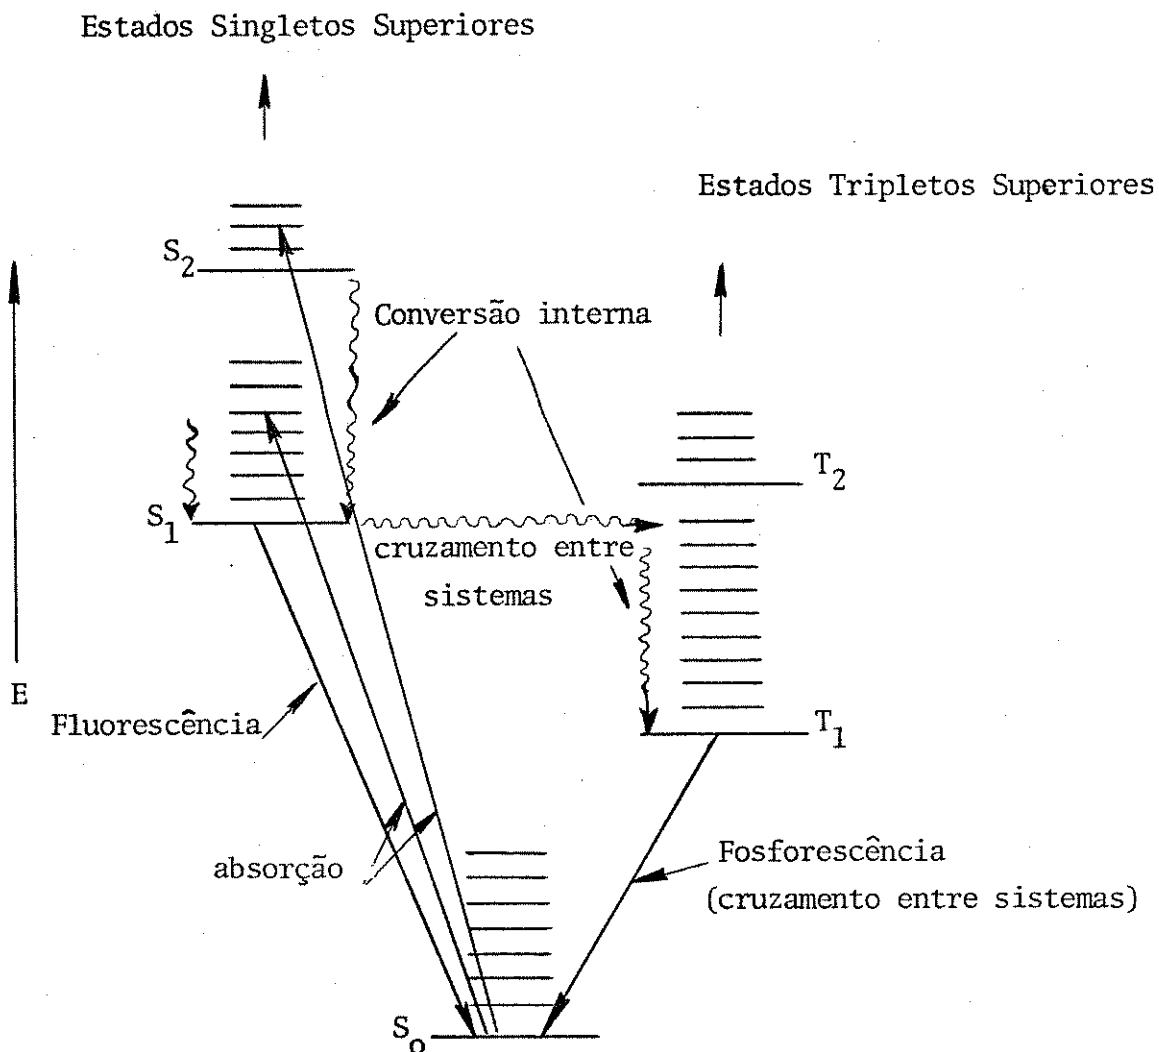 Estados Singletos Superiores
Estados Tripletos Superiores
S2
Conversão interna
T2
S1
cruzamento entre
sistemas
E
Fluorescência
T1
absorção
Fosforescência
(cruzamento entre sistemas)
So